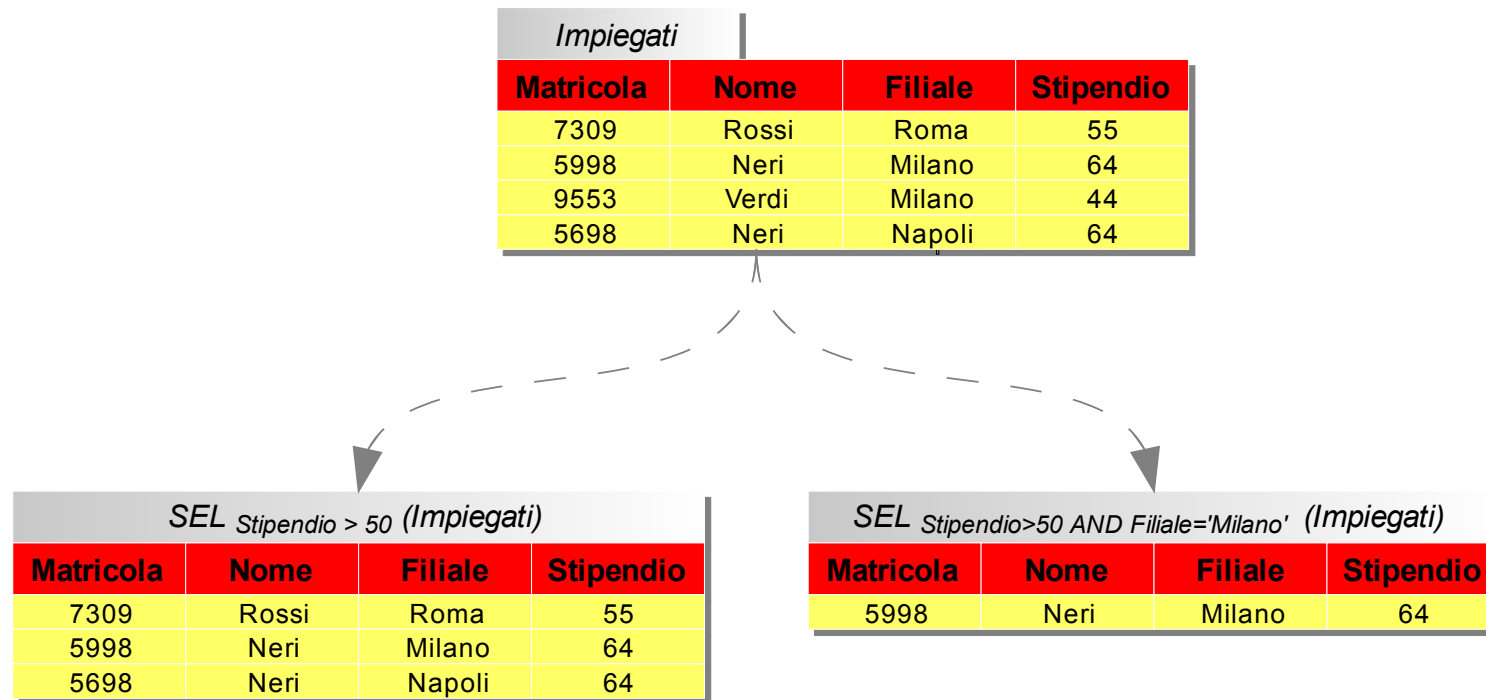 Impiegati
Matricola Nome Filiale Stipendio
7309 Rossi Roma 55
5998 Neri Milano 64
9553 Verdi Milano 44
5698 Neri Napoli 64
SEL Stipendio > 50 (Impiegati)
Matricola Nome Filiale Stipendio
7309 Rossi Roma 55
5998 Neri Milano 64
5698 Neri Napoli 64
SEL Stipendio>50 AND Filiale='Milano' (Impiegati)
Matricola Nome Filiale Stipendio
5998 Neri Milano 64